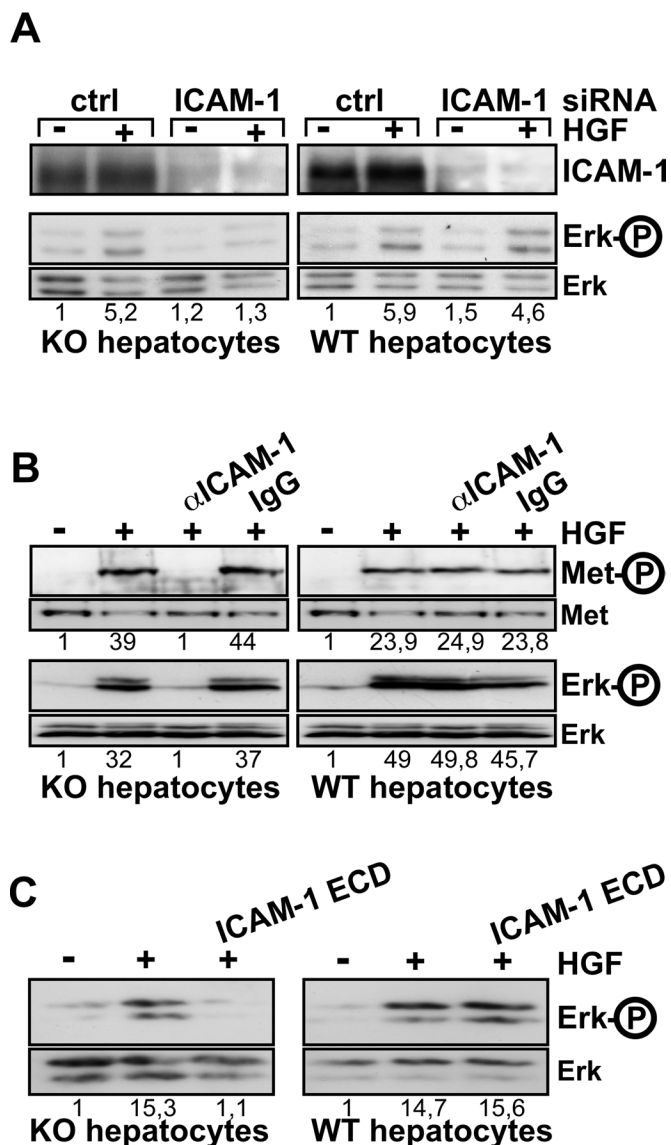 A
ctrl ICAM-1 ctrl ICAM-1 siRNA
- + - + - + - + HGF
ICAM-1
Erk-P
Erk
1 5,2 1,2 1,3 1 5,9 1,5 4,6
KO hepatocytes WT hepatocytes
B
αICAM-1 IgG αICAM-1 IgG
- + + + - + + + HGF
Met-P
Met
1 39 1 44 1 23,9 24,9 23,8
Erk-P
Erk
1 32 1 37 1 49 49,8 45,7
KO hepatocytes WT hepatocytes
C
ICAM-1 ECD ICAM-1 ECD
- + + - + + HGF
Erk-P
Erk
1 15,3 1,1 1 14,7 15,6
KO hepatocytes WT hepatocytes